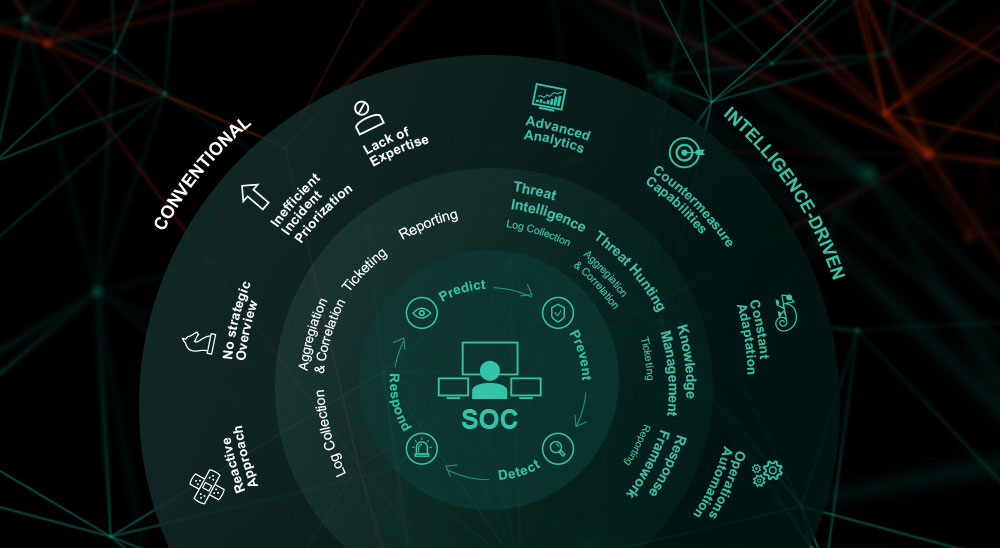 CONVENTIONAL
Lack of
Expertise
Inefficient
Incident
Priorization
No strategic
Overview
Reactive
Approach
Reporting
Ticketing
Aggregiation
& Correlation
Log Collection
INTELLIGENCE-DRIVEN
Advanced
Analytics
Countermeasure
Capabilities
Constant
Adaptation
Operations
Automation
Threat
Intelligence
Log Collection
Threat Hunting
Aggregiation
& Correlation
Knowledge
Management
Ticketing
Response
Framework
Reporting
Predict
Prevent
Detect
Respond
SOC